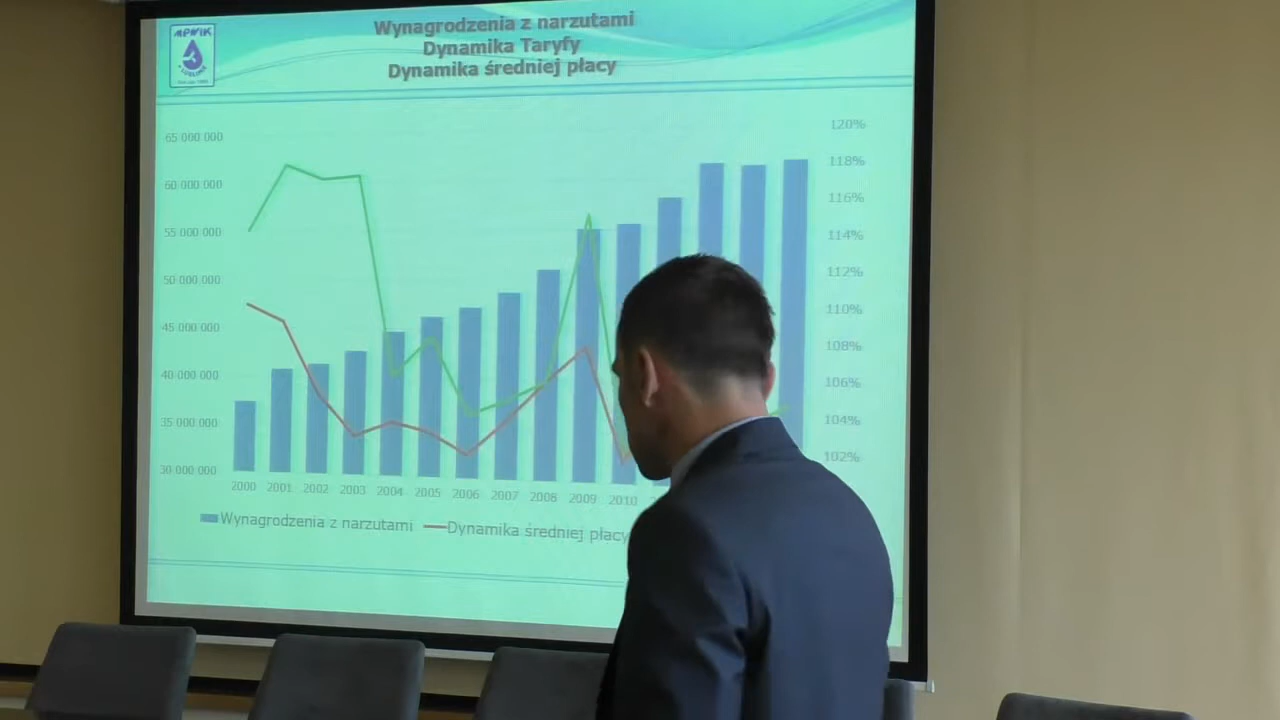 MPWIK
Wynagrodzenia z narzutami
Dynamika Taryfy
Dynamika średniej płacy
65 000 000
60 000 000
55 000 000
50 000 000
45 000 000
40 000 000
35 000 000
30 000 000
120%
118%
116%
114%
112%
110%
108%
106%
104%
102%
2000 2001 2002 2003 2004 2005 2006 2007 2008 2009 2010
Wynagrodzenia z narzutami Dynamika średniej płacy